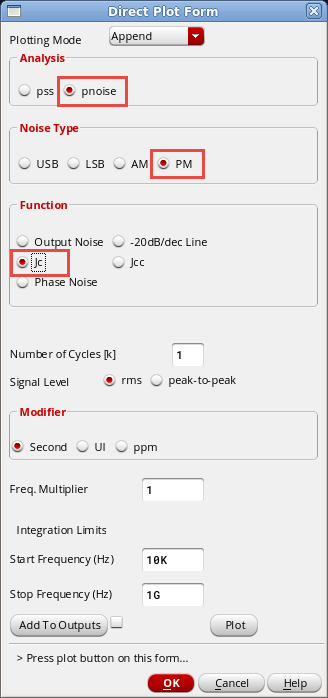 Direct Plot Form
Plotting Mode Append
Analysis
pss pnoise
Noise Type
USB LSB AM PM
Function
Output Noise -20dB/dec Line
Jc Jcc
Phase Noise
Number of Cycles [k] 1
Signal Level rms peak-to-peak
Modifier
Second UI ppm
Freq. Multiplier 1
Integration Limits
Start Frequency (Hz) 10K
Stop Frequency (Hz) 1G
Add To Outputs Plot
> Press plot button on this form...
OK Cancel Help